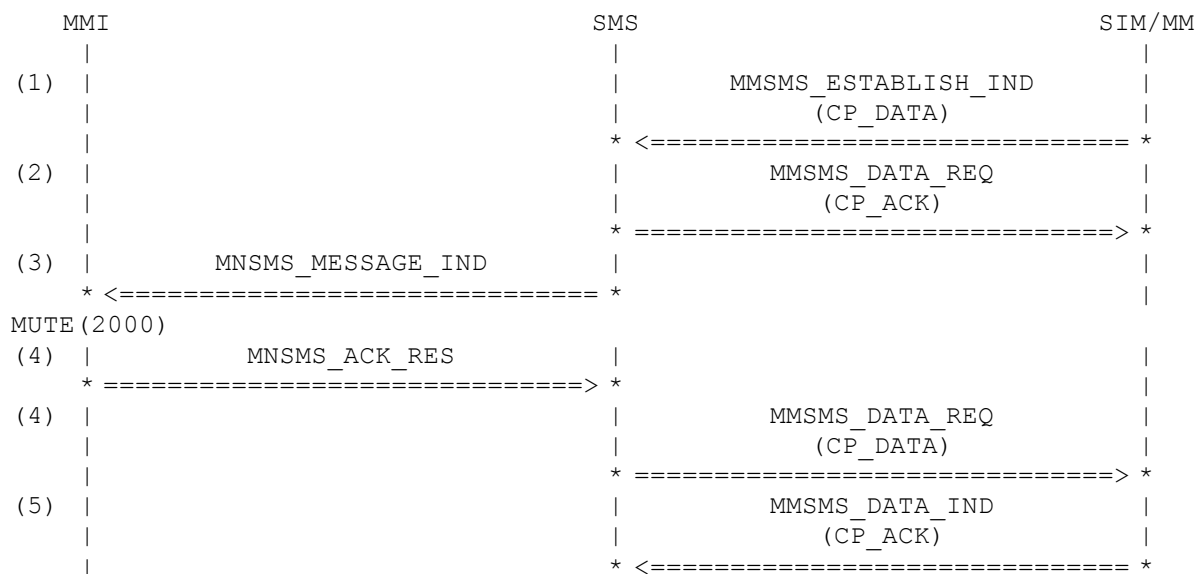 MMI SMS SIM/MM
| | |
(1) | | MMSMS_ESTABLISH_IND |
| | (CP_DATA) |
| * <============================== *
(2) | | MMSMS_DATA_REQ |
| | (CP_ACK) |
| * ==============================> *
(3) | MNSMS_MESSAGE_IND | |
* <============================== * |
MUTE(2000)
(4) | MNSMS_ACK_RES | |
* ==============================> * |
(4) | | MMSMS_DATA_REQ |
| | (CP_DATA) |
| * ==============================> *
(5) | | MMSMS_DATA_IND |
| | (CP_ACK) |
| * <============================== *